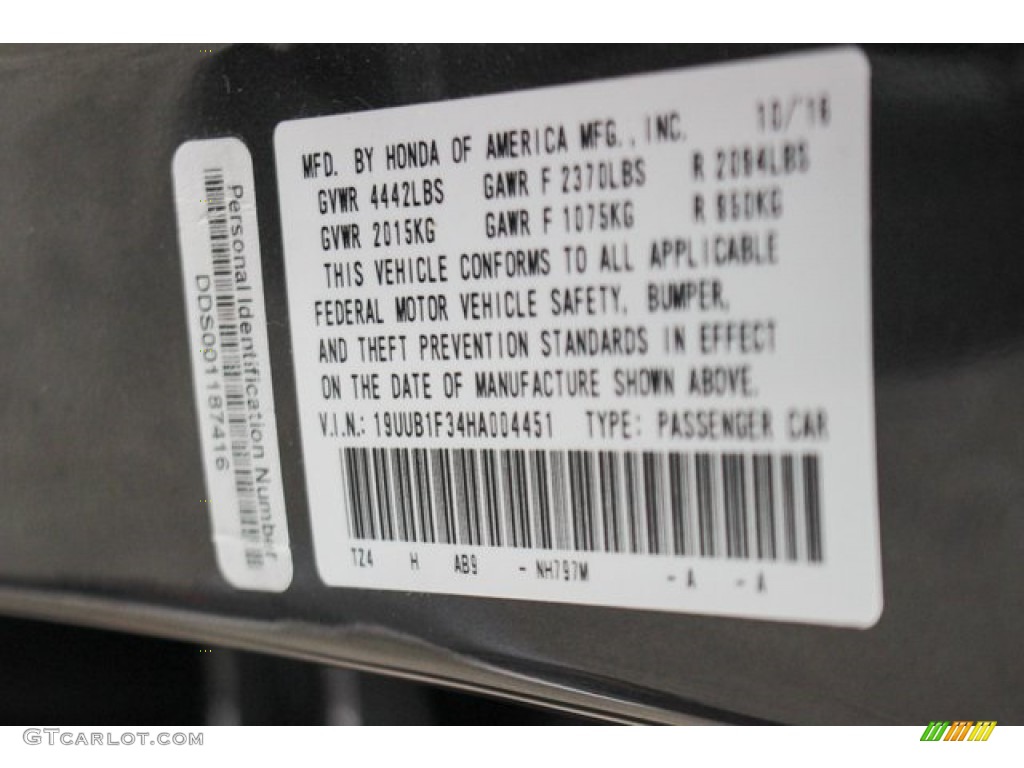 MFD. BY HONDA OF AMERICA MFG., INC. 10/16
GVWR 4442LBS GAWR F 2370LBS R 2094LBS
GVWR 2015KG GAWR F 1075KG R 950KG
THIS VEHICLE CONFORMS TO ALL APPLICABLE
FEDERAL MOTOR VEHICLE SAFETY, BUMPER,
AND THEFT PREVENTION STANDARDS IN EFFECT
ON THE DATE OF MANUFACTURE SHOWN ABOVE.
V.I.N.: 19UUB1F34HA004451 TYPE: PASSENGER CAR
TZ4 H AB9 - NH797M - A - A
Personal Identification Number
DDS001187416
GTCARLOT.COM